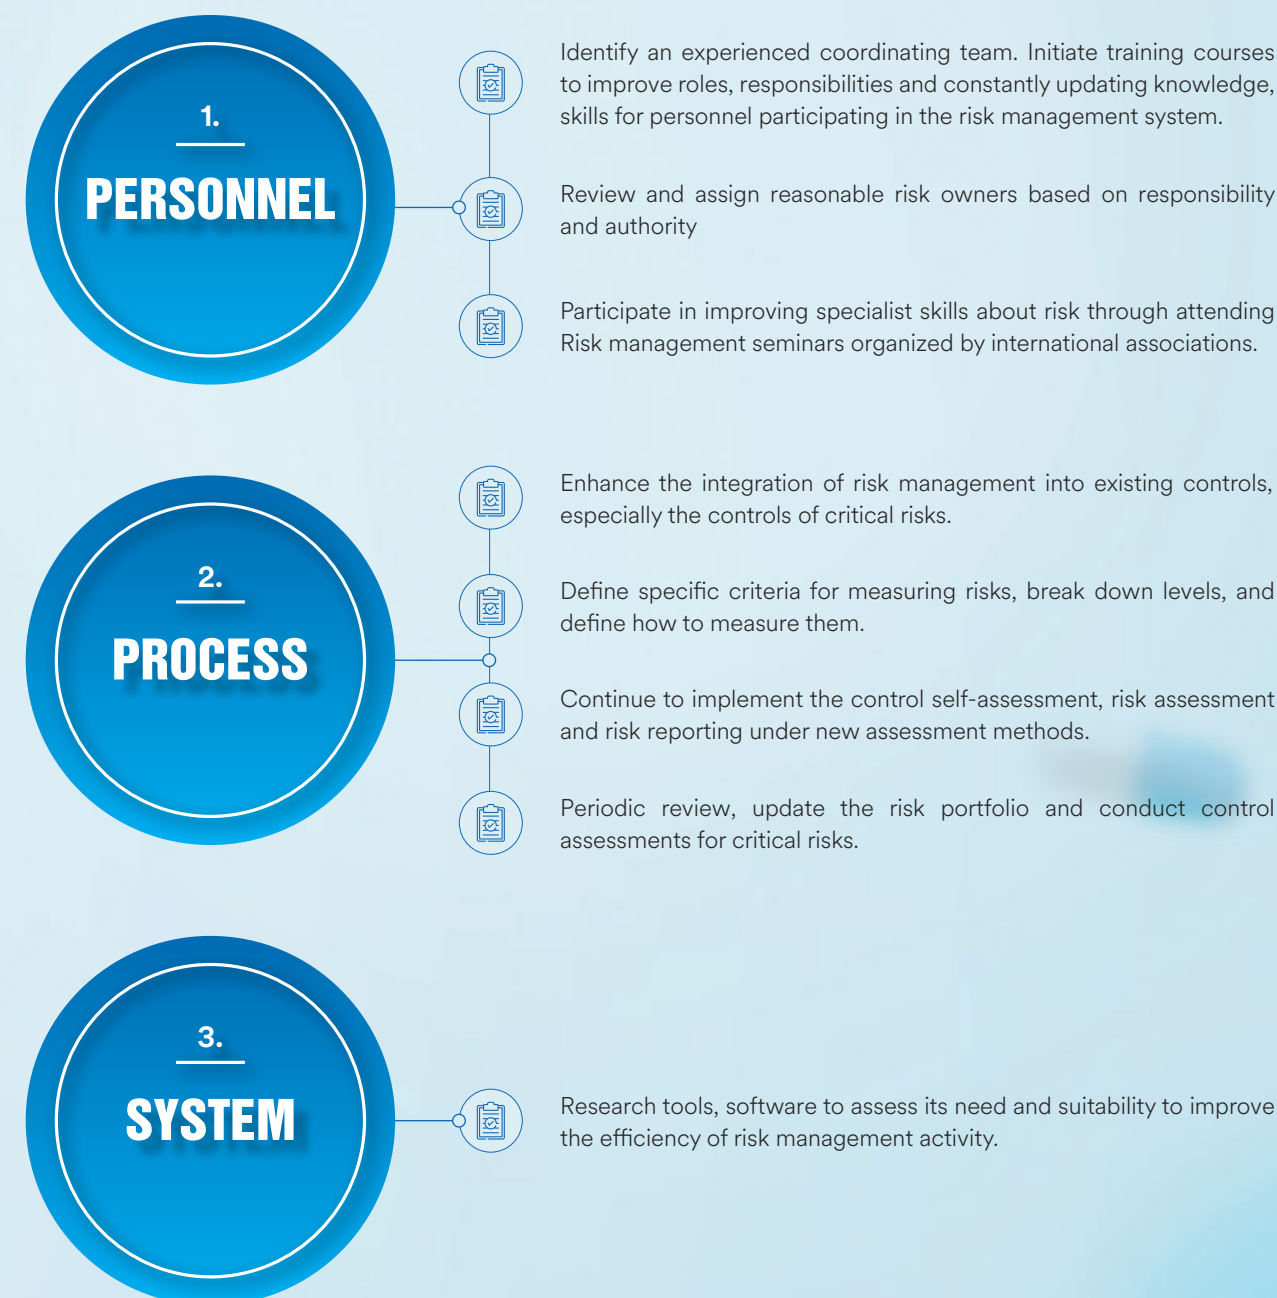 1.
PERSONNEL
Identify an experienced coordinating team. Initiate training courses
to improve roles, responsibilities and constantly updating knowledge,
skills for personnel participating in the risk management system.
Review and assign reasonable risk owners based on responsibility
and authority
Participate in improving specialist skills about risk through attending
Risk management seminars organized by international associations.
2.
PROCESS
Enhance the integration of risk management into existing controls,
especially the controls of critical risks.
Define specific criteria for measuring risks, break down levels, and
define how to measure them.
Continue to implement the control self-assessment, risk assessment
and risk reporting under new assessment methods.
Periodic review, update the risk portfolio and conduct control
assessments for critical risks.
3.
SYSTEM
Research tools, software to assess its need and suitability to improve
the efficiency of risk management activity.